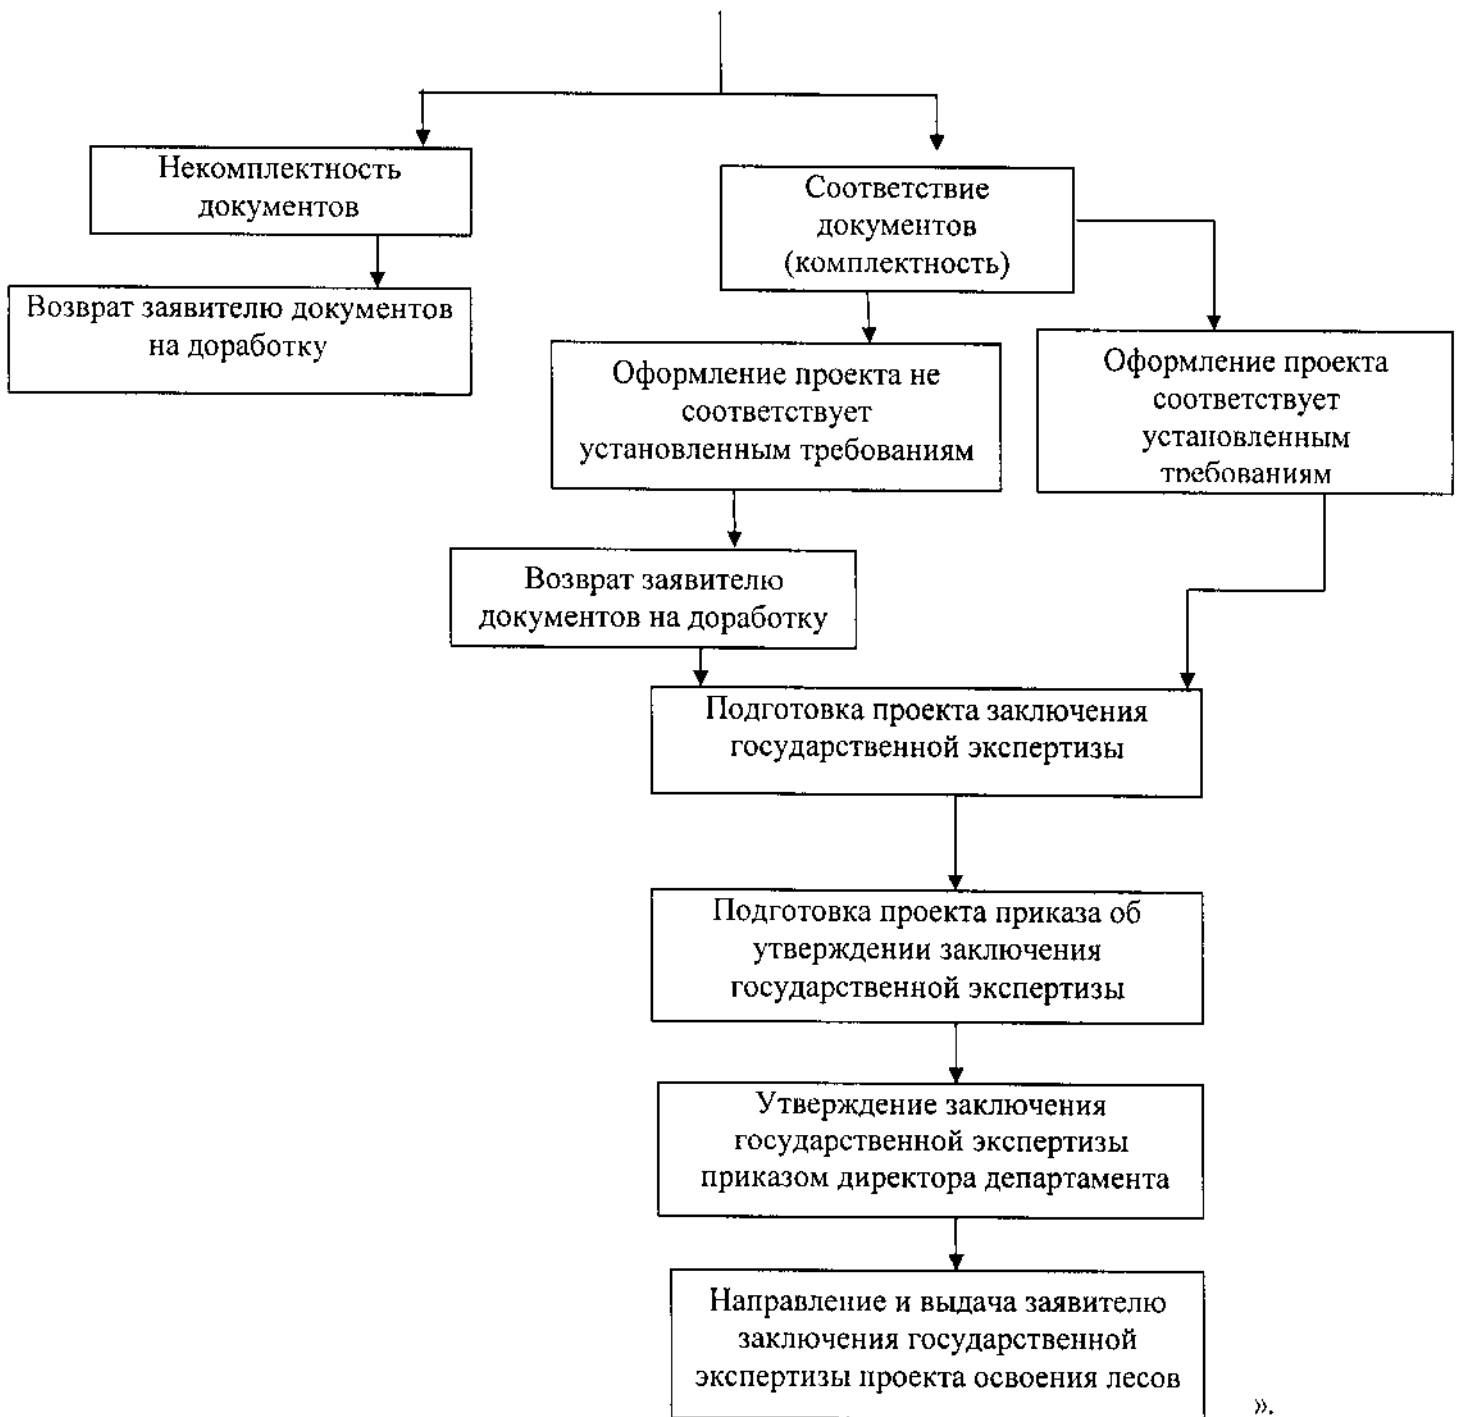 Некомплектность
документов
Соответствие
документов
(комплектность)
Возврат заявителю документов
на доработку
Оформление проекта не
соответствует
установленным требованиям
Оформление проекта
соответствует
установленным
требованиям
Возврат заявителю
документов на доработку
Подготовка проекта заключения
государственной экспертизы
Подготовка проекта приказа об
утверждении заключения
государственной экспертизы
Утверждение заключения
государственной экспертизы
приказом директора департамента
Направление и выдача заявителю
заключения государственной
экспертизы проекта освоения лесов
».